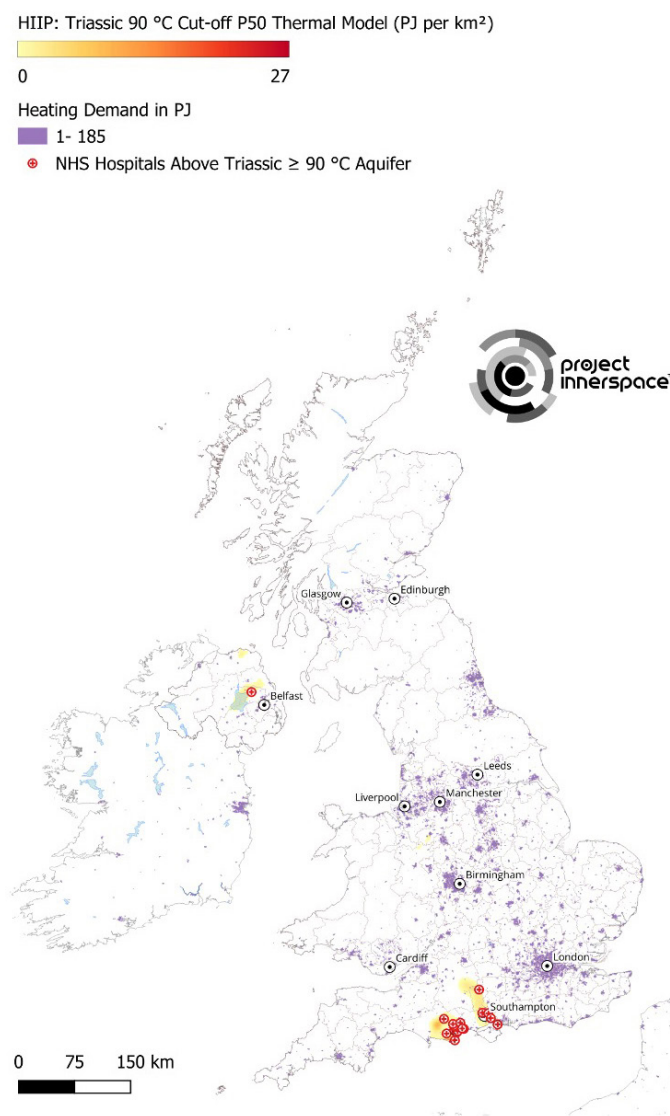 HIIP: Triassic 90 °C Cut-off P50 Thermal Model (PJ per km²)
0 27
Heating Demand in PJ
1- 185
NHS Hospitals Above Triassic ≥ 90 °C Aquifer
project
innerspace
Glasgow
Edinburgh
Belfast
Leeds
Liverpool
Manchester
Birmingham
Cardiff
London
Southampton
0 75 150 km